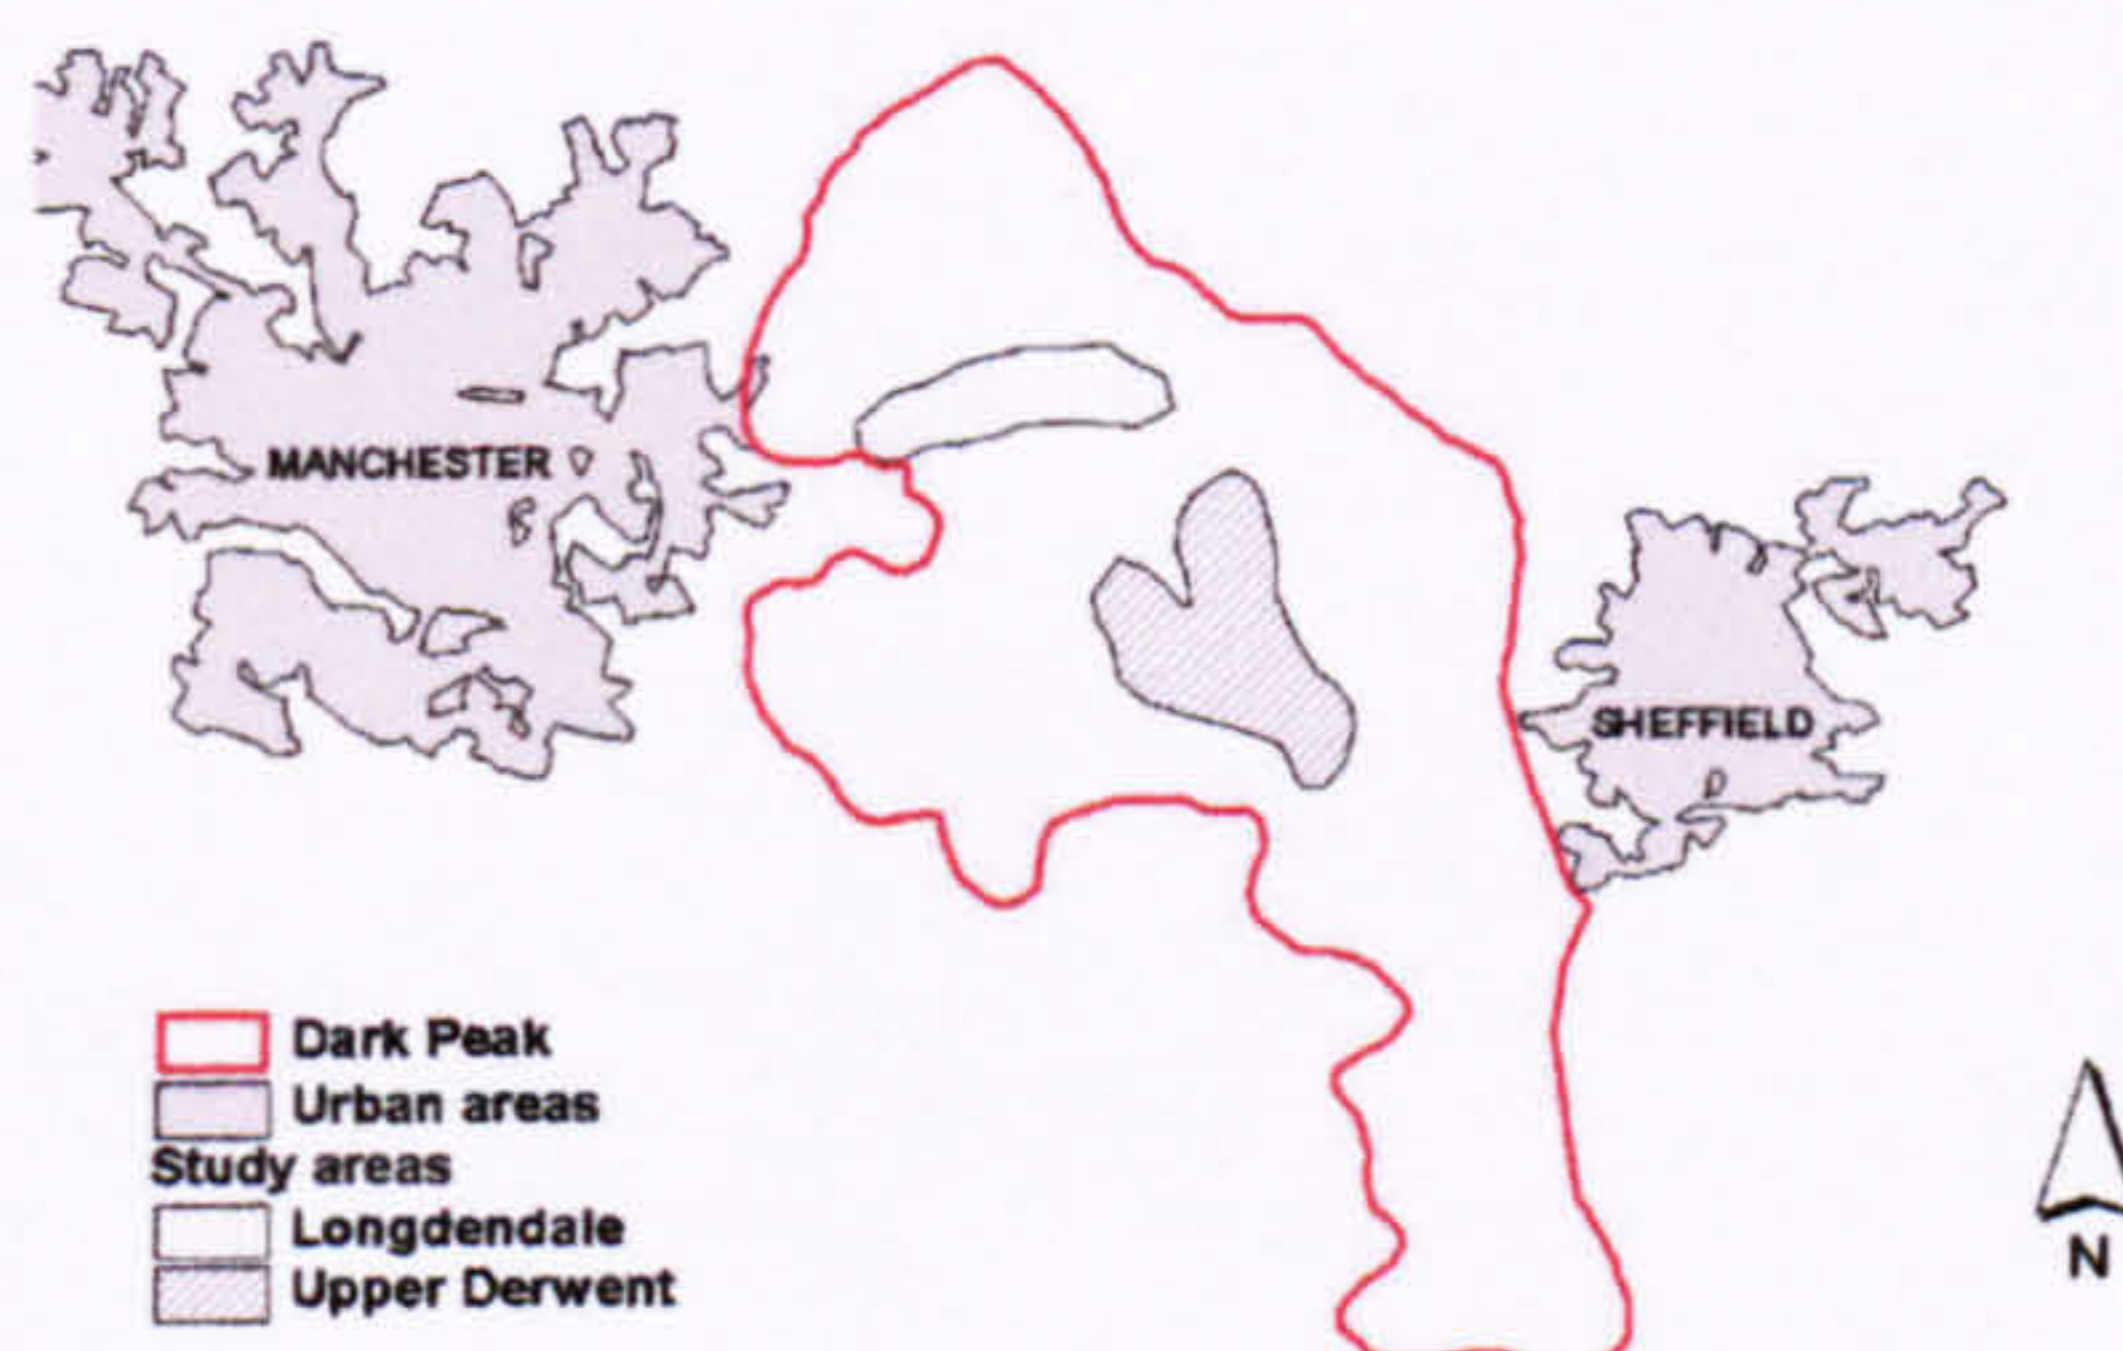 MANCHESTER
SHEFFIELD
Dark Peak
Urban areas
Study areas
Longdendale
Upper Derwent
N